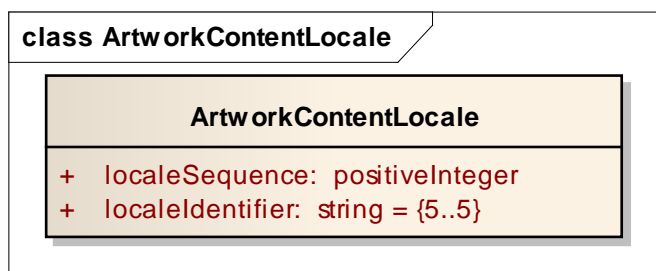 class ArtworkContentLocale
ArtworkContentLocale
+ localeSequence: positiveInteger
+ localeIdentifier: string = {5..5}